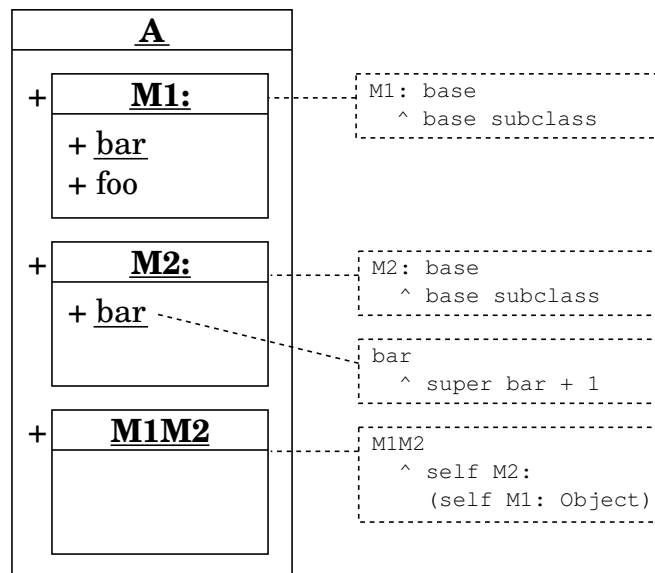 A
+ M1:
+ bar
+ foo
M1: base
^ base subclass
+ M2:
+ bar
M2: base
^ base subclass
bar
^ super bar + 1
+ M1M2
M1M2
^ self M2:
(self M1: Object)